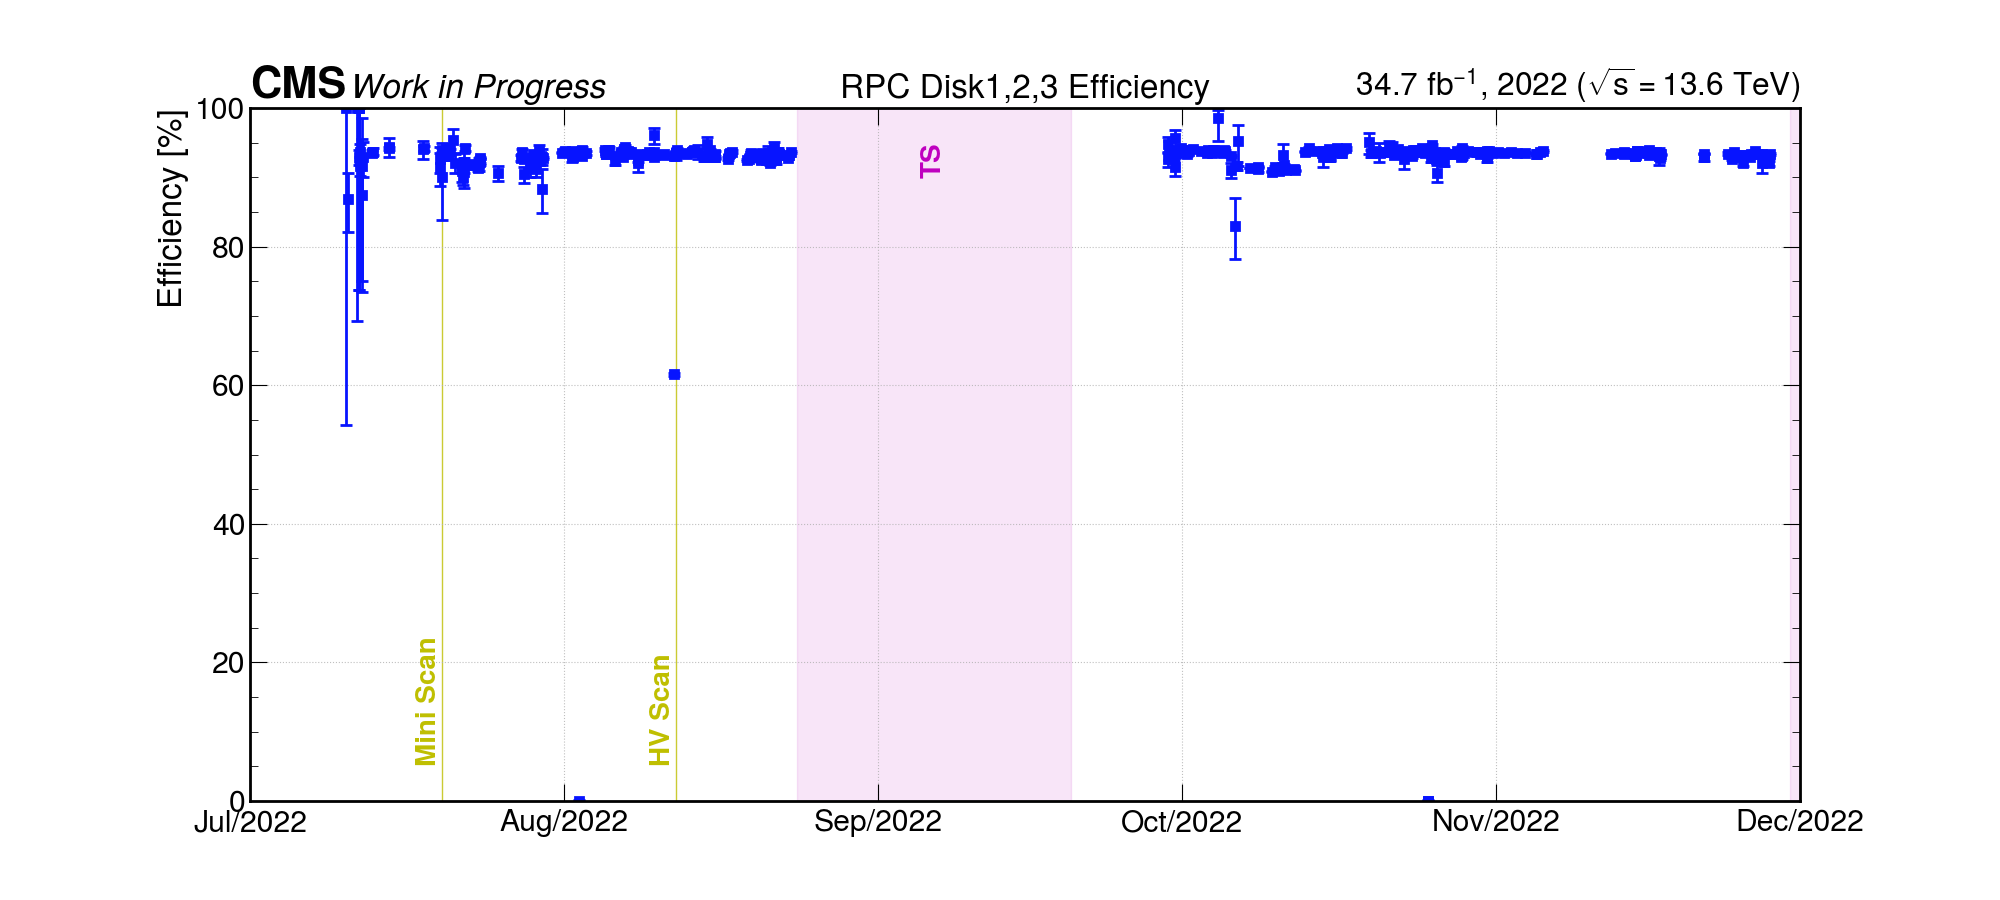 CMS Work in Progress RPC Disk1,2,3 Efficiency 34.7 fb⁻¹, 2022 (√s = 13.6 TeV)
Efficiency [%]
100
80
60
40
20
0
Mini Scan
HV Scan
TS
Jul/2022 Aug/2022 Sep/2022 Oct/2022 Nov/2022 Dec/2022